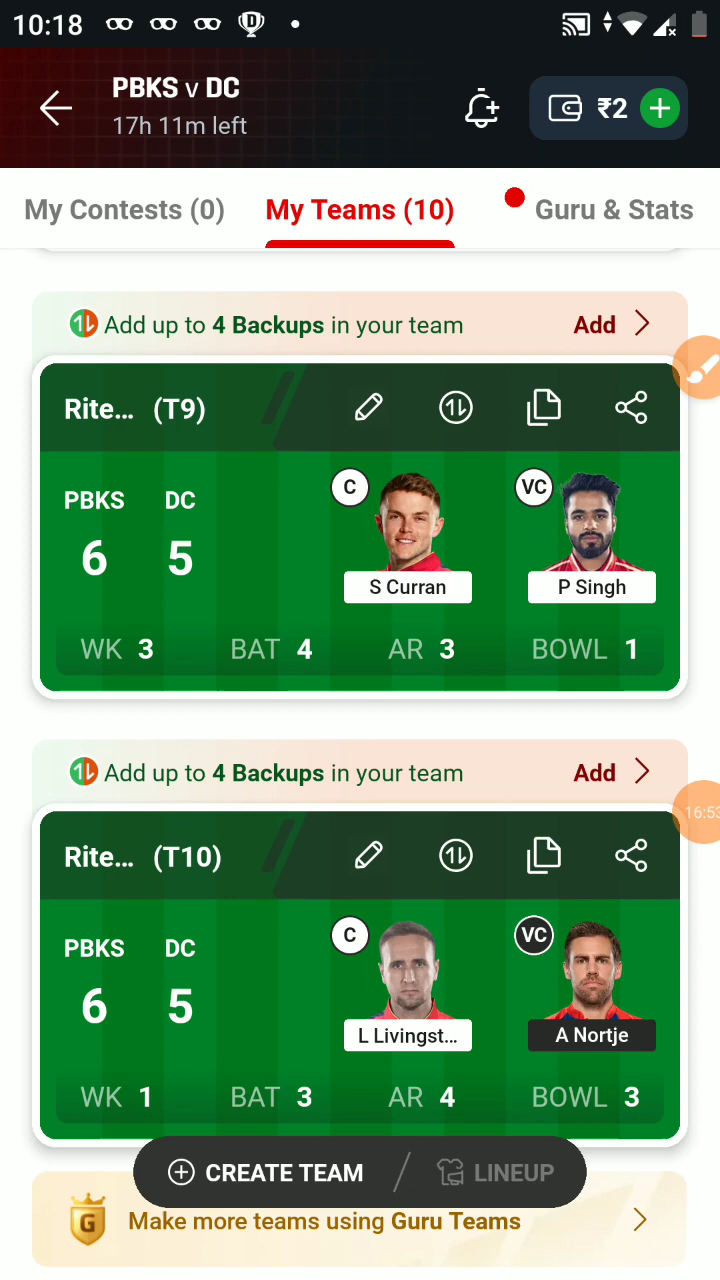 10:18
D
PBKS v DC
17h 11m left
₹2
My Contests (0)
My Teams (10)
Guru & Stats
Add up to 4 Backups in your team
Add
Rite... (T9)
C
VC
PBKS
DC
6
5
S Curran
P Singh
WK 3
BAT 4
AR 3
BOWL 1
Add up to 4 Backups in your team
Add
16:53
Rite... (T10)
C
VC
PBKS
DC
6
5
L Livingst...
A Nortje
WK 1
BAT 3
AR 4
BOWL 3
CREATE TEAM
LINEUP
G
Make more teams using Guru Teams